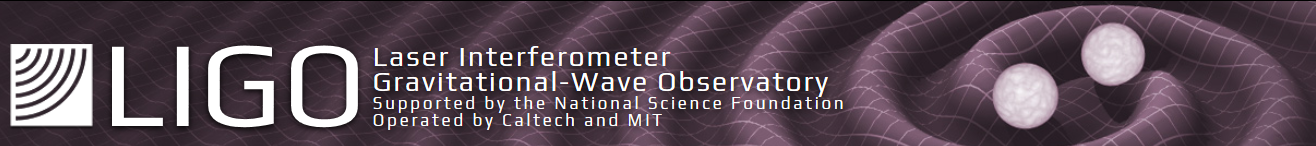 LIGO
Laser Interferometer
Gravitational-Wave Observatory
Supported by the National Science Foundation
Operated by Caltech and MIT